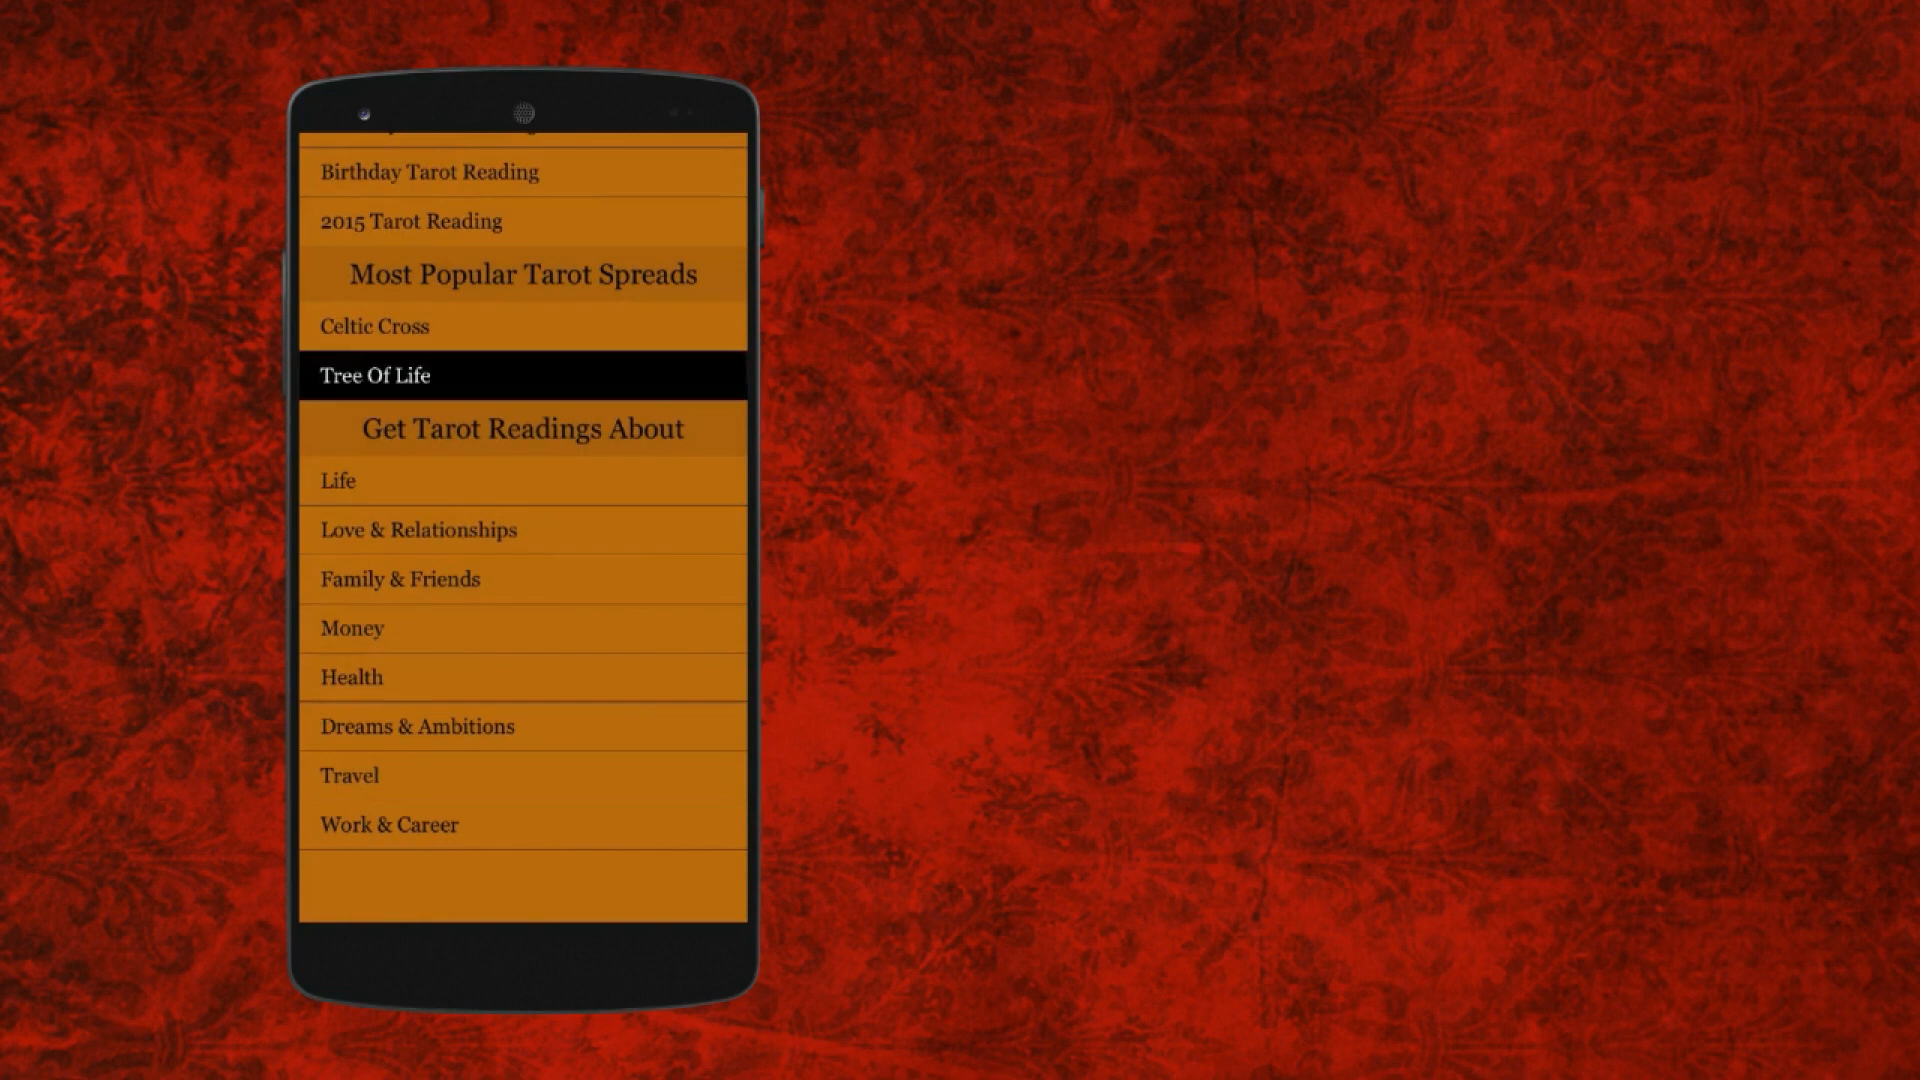 Birthday Tarot Reading
2015 Tarot Reading
Most Popular Tarot Spreads
Celtic Cross
Tree Of Life
Get Tarot Readings About
Life
Love & Relationships
Family & Friends
Money
Health
Dreams & Ambitions
Travel
Work & Career